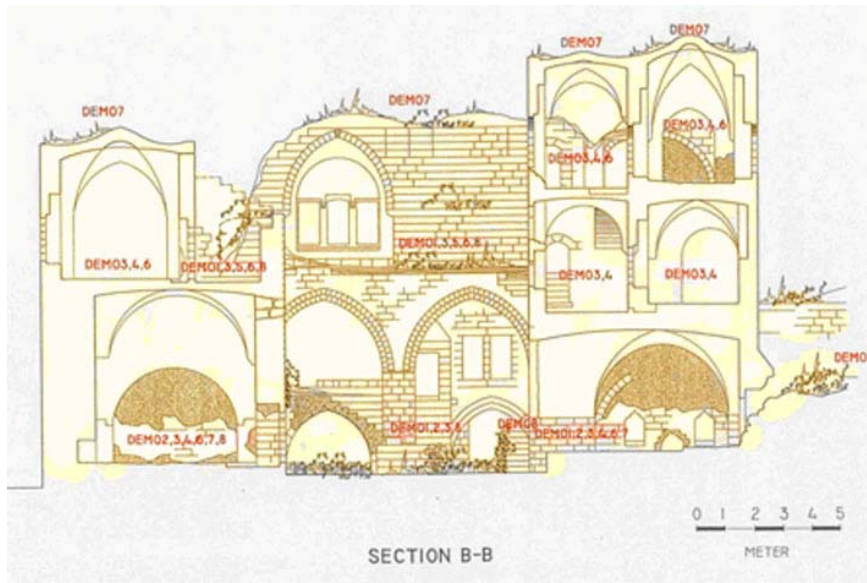 DEM07
DEM07
DEM07
DEM07
DEM03,4,6
DEM03,4,6
DEM01,3,5,6,8
DEM03,4,6
DEM01,3,5,6,8
DEM03,4
DEM03,4
DEM0
DEM02,3,4,6,7,8
DEM01,2,3,6
DEM01,2,3,4,6,7
0 1 2 3 4 5
METER
SECTION B-B